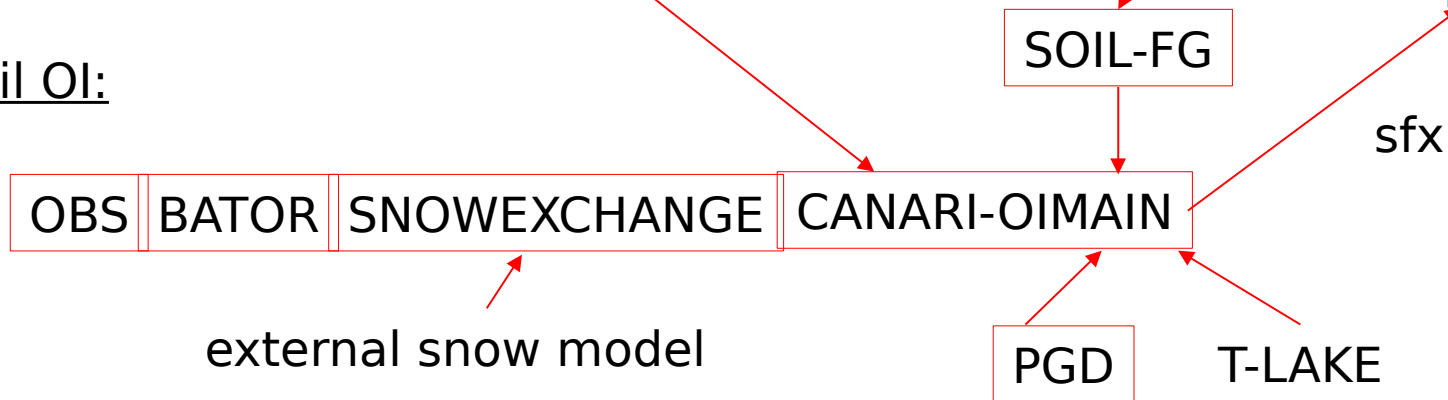 SOIL-FG
il OI:
sfx
OBS BATOR SNOWEXCHANGE CANARI-OIMAIN
external snow model
PGD T-LAKE